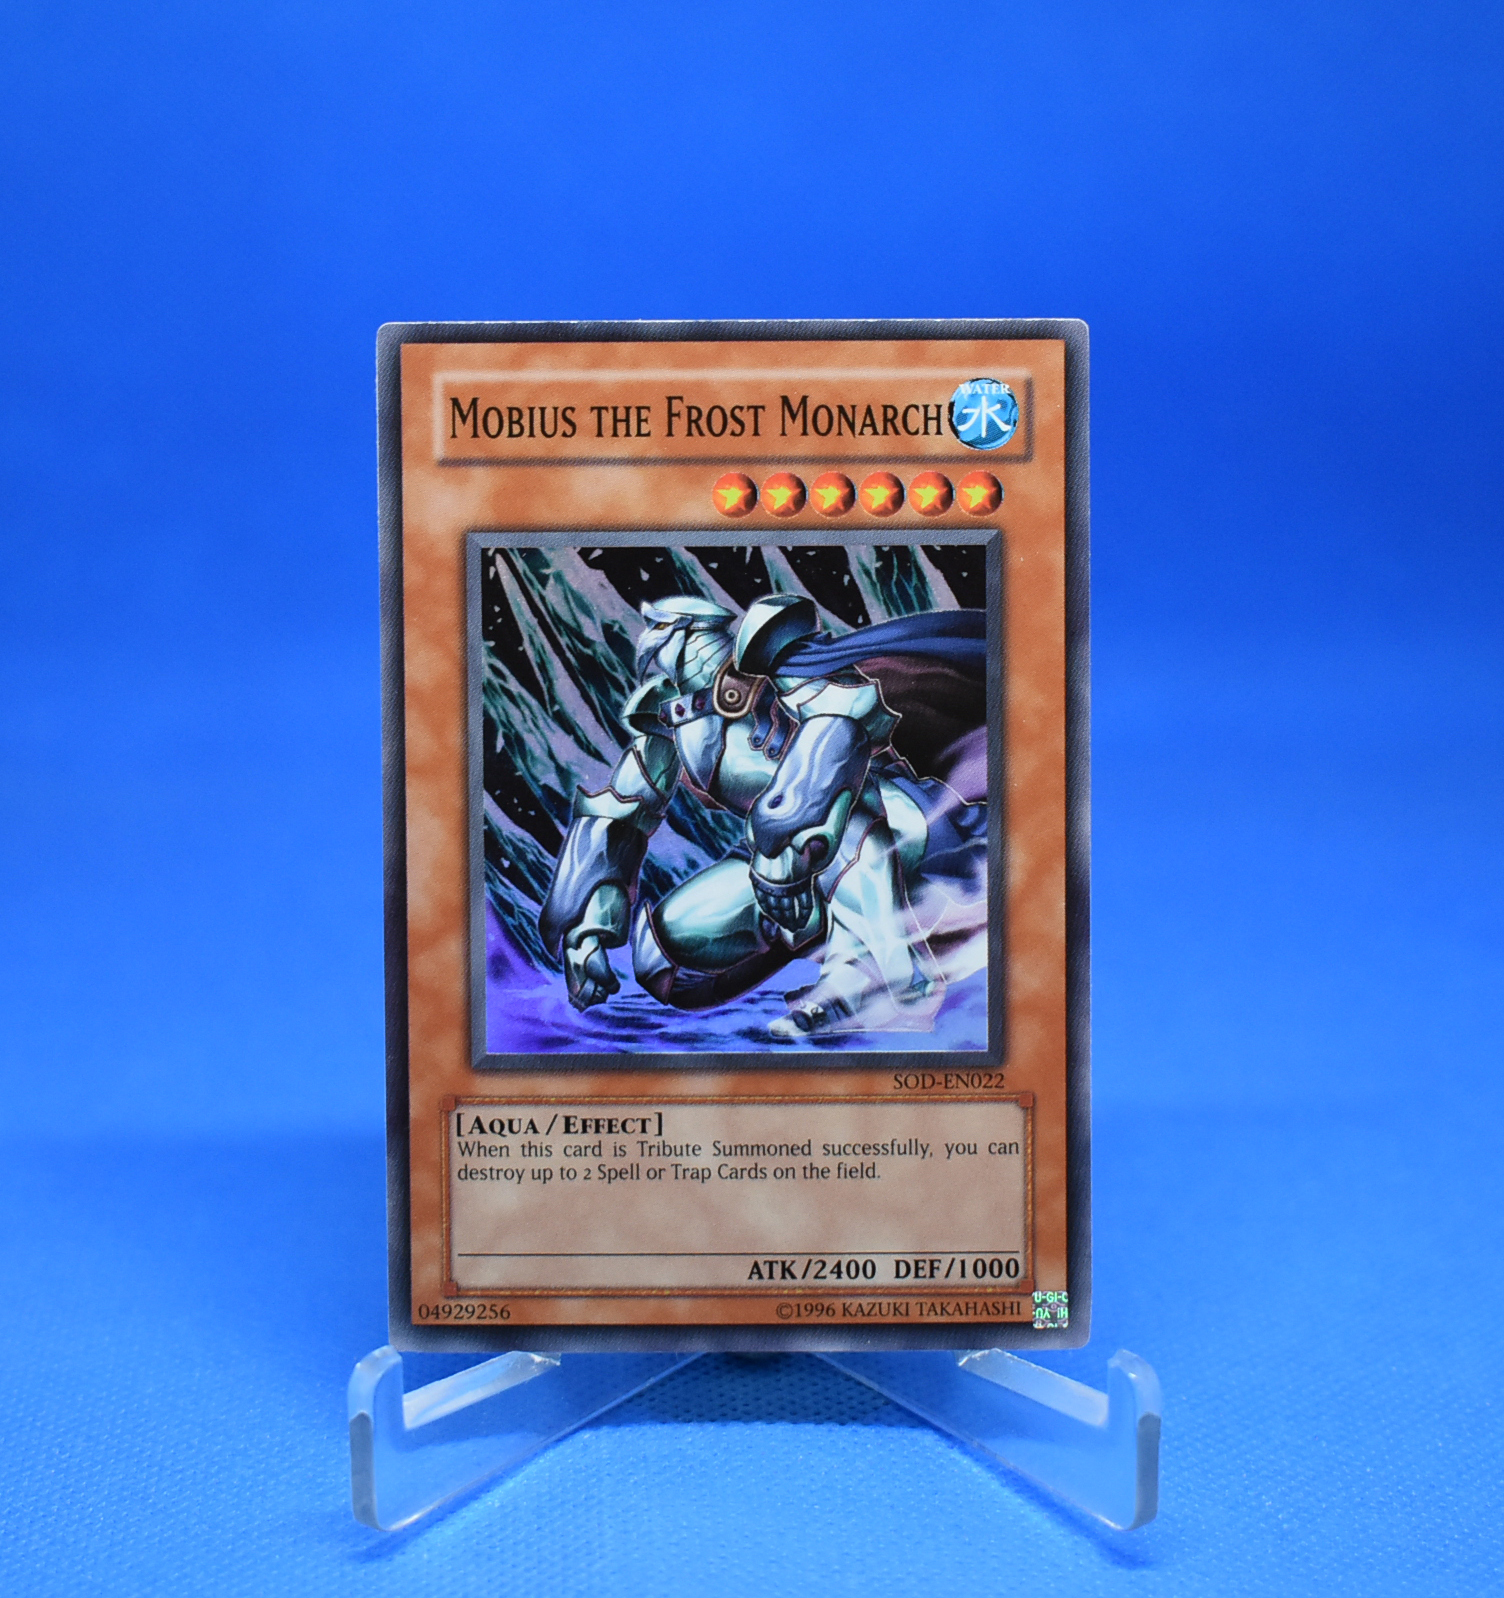 MOBIUS THE FROST MONARCH
WATER
水
SOD-EN022
[AQUA / EFFECT]
When this card is Tribute Summoned successfully, you can
destroy up to 2 Spell or Trap Cards on the field.
ATK/2400 DEF/1000
04929256
©1996 KAZUKI TAKAHASHI